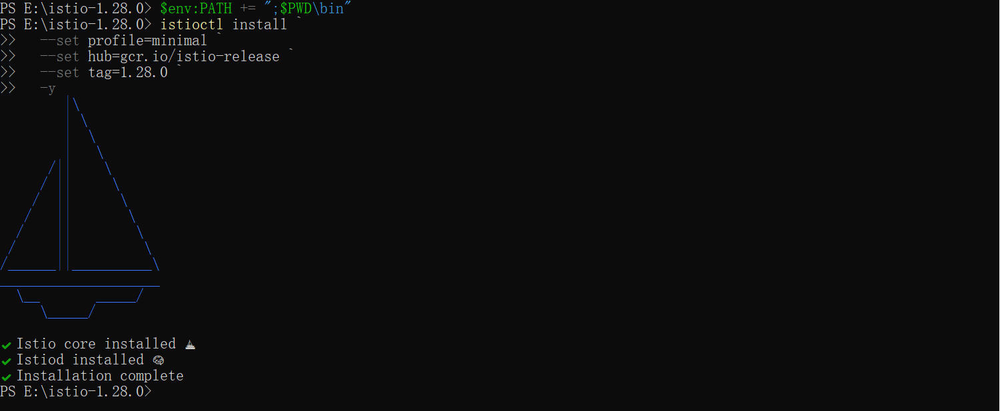 PS E:\istio-1.28.0> $env:PATH += ";$PWD\bin"
PS E:\istio-1.28.0> istioctl install `
>>   --set profile=minimal `
>>   --set hub=gcr.io/istio-release `
>>   --set tag=1.28.0 `
>>   -y
✔ Istio core installed ⛵️
✔ Istiod installed 🧠
✔ Installation complete
PS E:\istio-1.28.0>